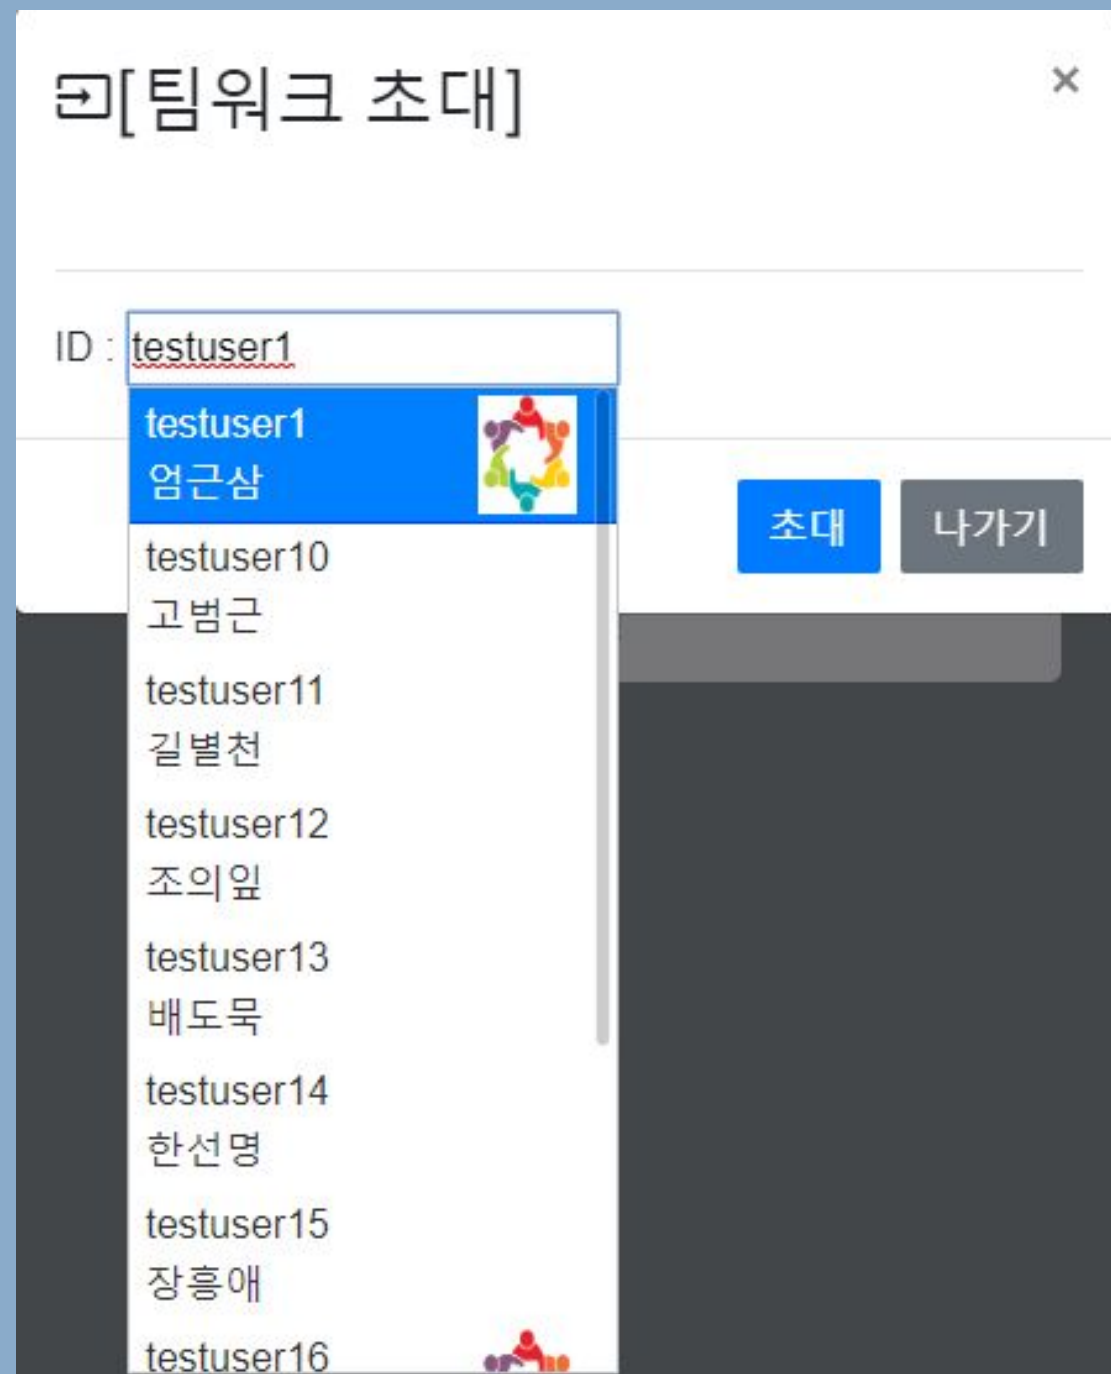 [팀워크 초대]
×
ID : testuser1
testuser1
엄근삼
testuser10
고범근
testuser11
길별천
testuser12
조의잎
testuser13
배도묵
testuser14
한선명
testuser15
장흥애
testuser16
초대 나가기